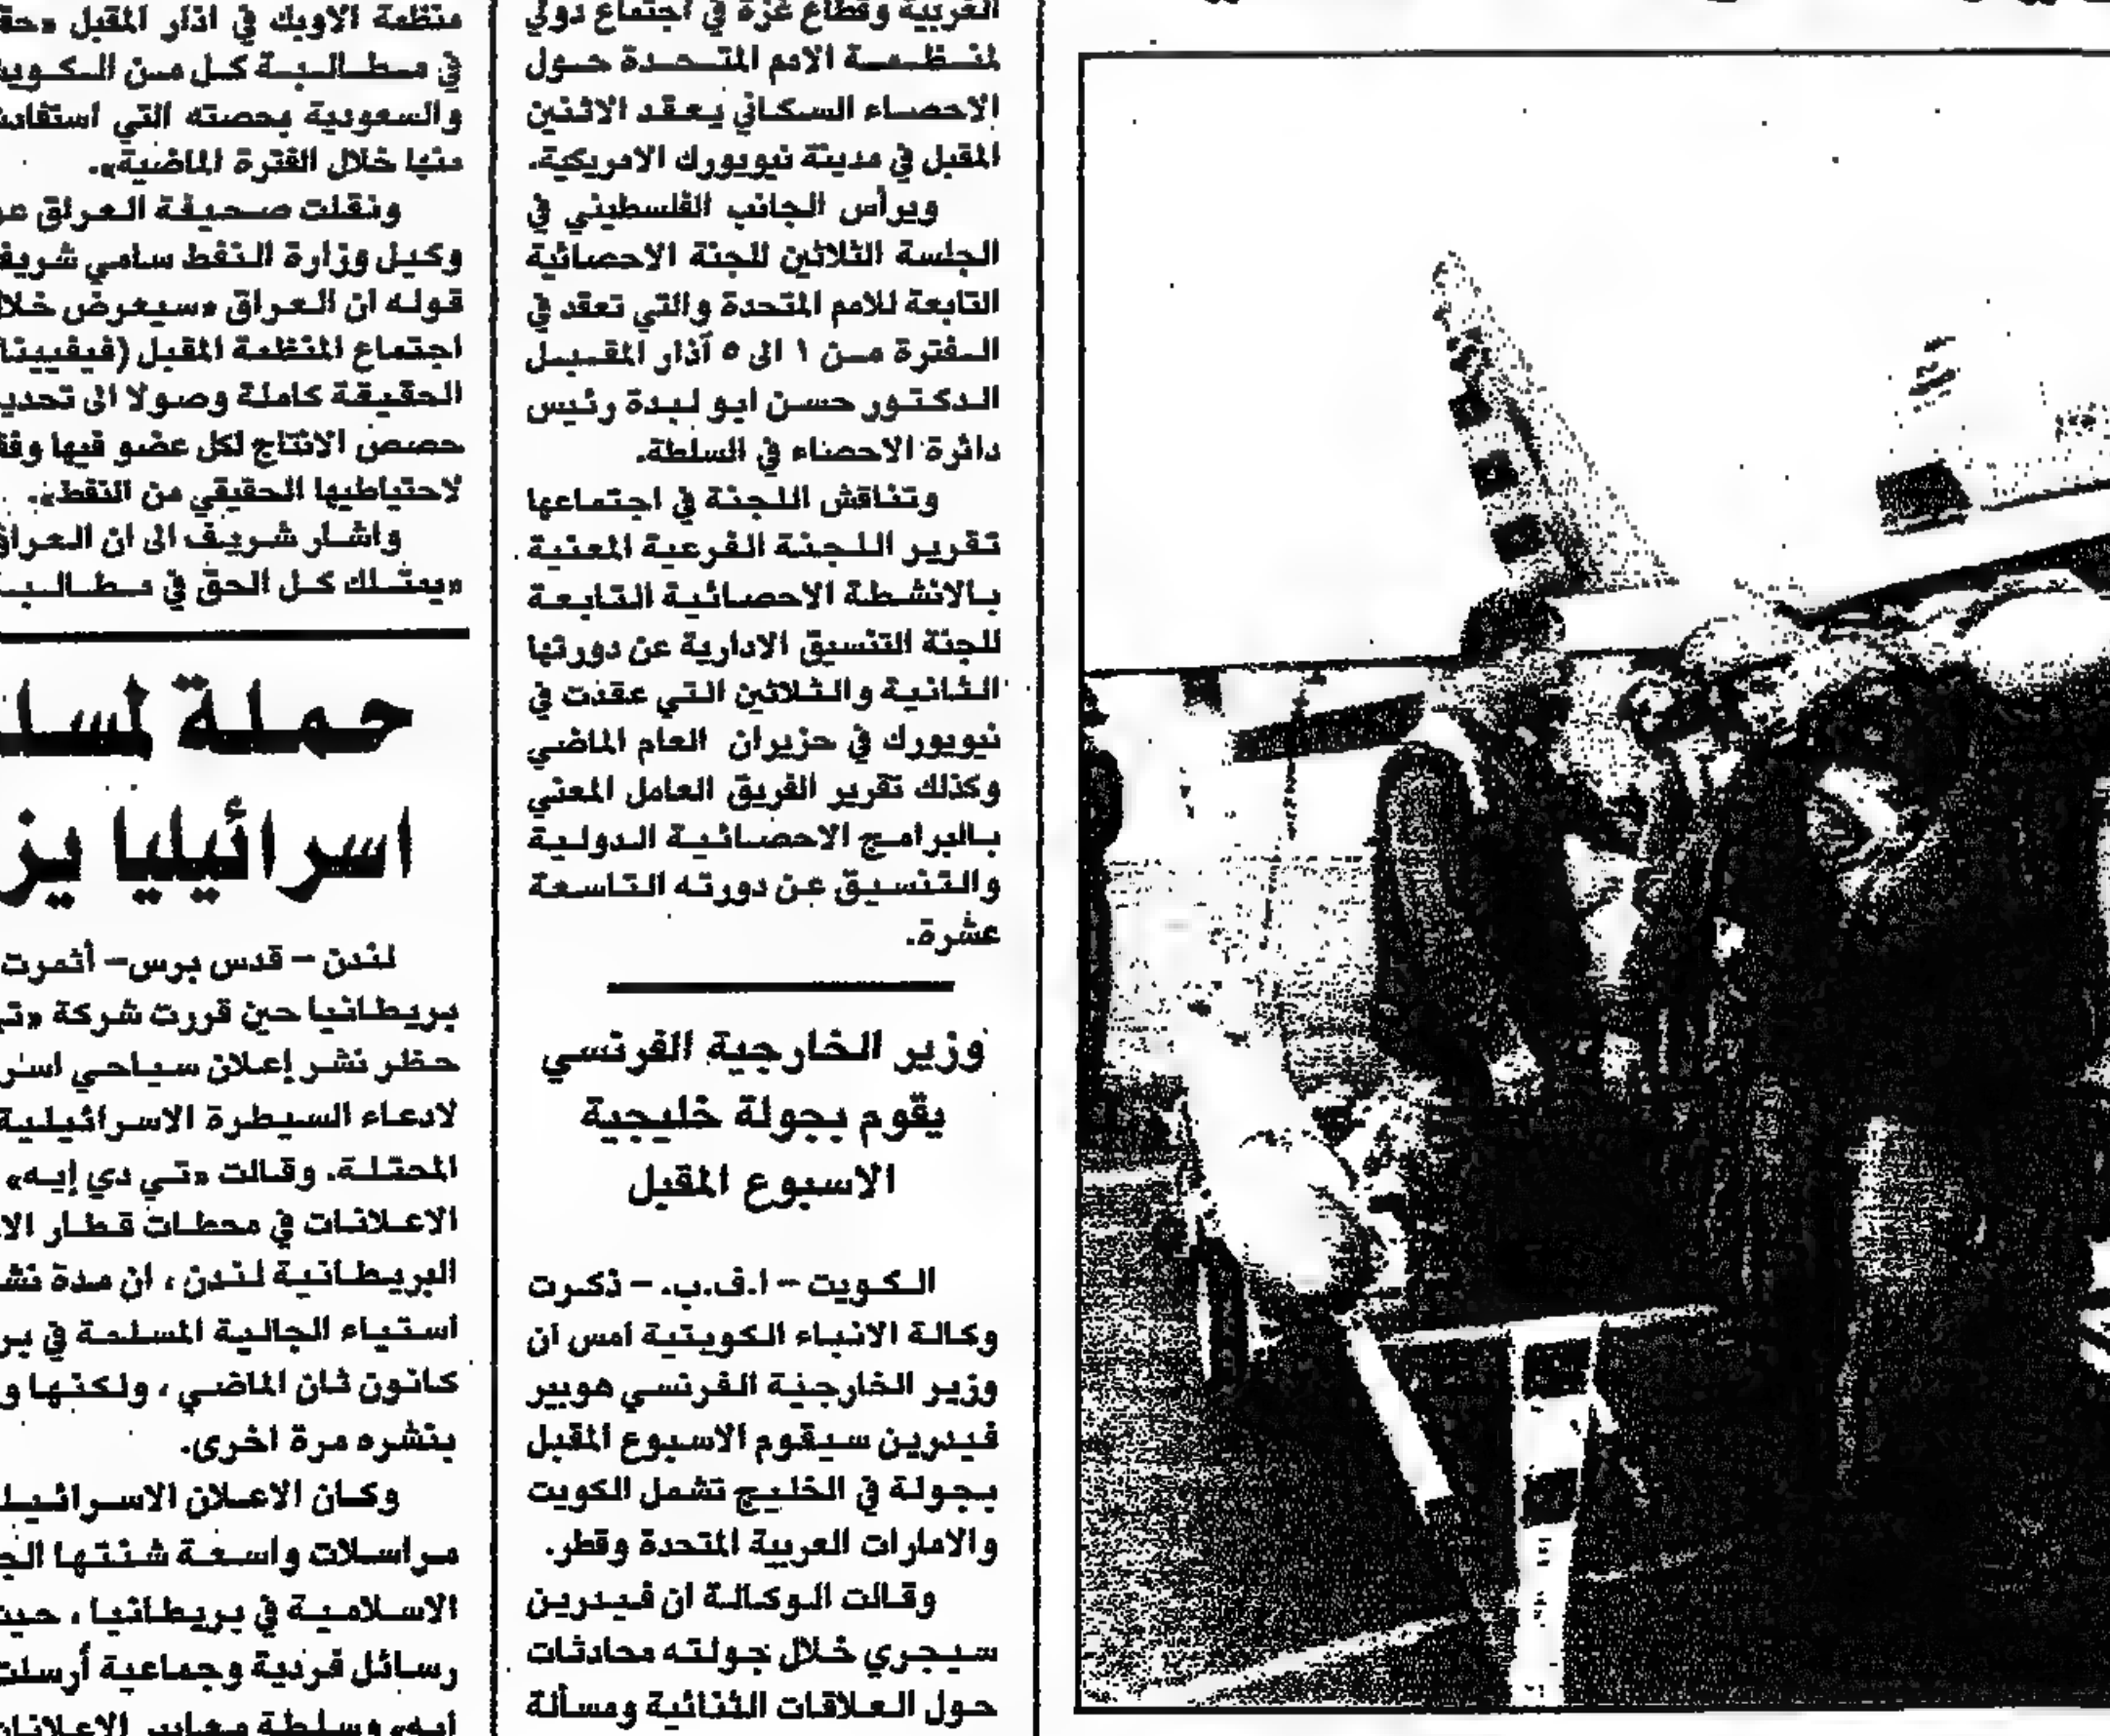 الغربية وقطاع غزة في اجتماع دولي
لمنظمة الامم المتحدة حول
الاحصاء السكاني يعقد الاثنين
المقبل في مدينة نيويورك الامريكية.
ويرأس الجانب الفلسطيني في
الجلسة الثلاثين للجنة الاحصائية
التابعة للامم المتحدة والتي تعقد في
الفترة من ١ الى ٥ آذار المقبل
الدكتور حسن ابو لبدة رئيس
دائرة الاحصاء في السلطة.
وتناقش اللجنة في اجتماعها
تقرير اللجنة الفرعية المعنية
بالانشطة الاحصائية التابعة
للجنة التنسيق الادارية عن دورتها
الثانية والثلاثين التي عقدت في
نيويورك في حزيران العام الماضي
وكذلك تقرير الفريق العامل المعني
بالبرامج الاحصائية الدولية
والتنسيق عن دورته التاسعة
عشرة.
وزير الخارجية الفرنسي
يقوم بجولة خليجية
الاسبوع المقبل
الكويت - ا.ف.ب. - ذكرت
وكالة الانباء الكويتية امس ان
وزير الخارجية الفرنسي هوبير
فيدرين سيقوم الاسبوع المقبل
بجولة في الخليج تشمل الكويت
والامارات العربية المتحدة وقطر.
وقالت الوكالة ان فيدرين
سيجري خلال جولته محادثات
حول العلاقات الثنائية ومسألة
منظمة الاوبك في اذار المقبل «حقه
في مطالبة كل من الكويت
والسعودية بحصته التي استفادتا
منها خلال الفترة الماضية».
ونقلت صحيفة العراق عن
وكيل وزارة النفط سامي شريف
قوله ان العراق «سيعرض خلال
اجتماع المنظمة المقبل (فيفيينا
الحقيقة كاملة وصولا الى تحديد
حصص الانتاج لكل عضو فيها وفقا
لاحتياطيها الحقيقي من النفط».
واشار شريف الى ان العراق
«يمتلك كل الحق في مطالبة
حملة لمسلـ
اسرائيليا يز
لندن - قدس برس- أثمرت
بريطانيا حين قررت شركة «تي
حظر نشر إعلان سياحي اسر
لادعاء السيطرة الاسرائيلية
المحتلة. وقالت «تي دي إيه»
الاعلانات في محطات قطار الا
البريطانية لندن، ان مدة نشر
استياء الجالية المسلمة في بر
كانون ثان الماضي، ولكنها و
ينشره مرة اخرى.
وكان الاعلان الاسرائيلـ
مراسلات واسعة شنتها الجـ
الاسلامية في بريطانيا، حيث
رسائل فردية وجماعية أرسلت
ايه» وسلطة معايير الاعلانات